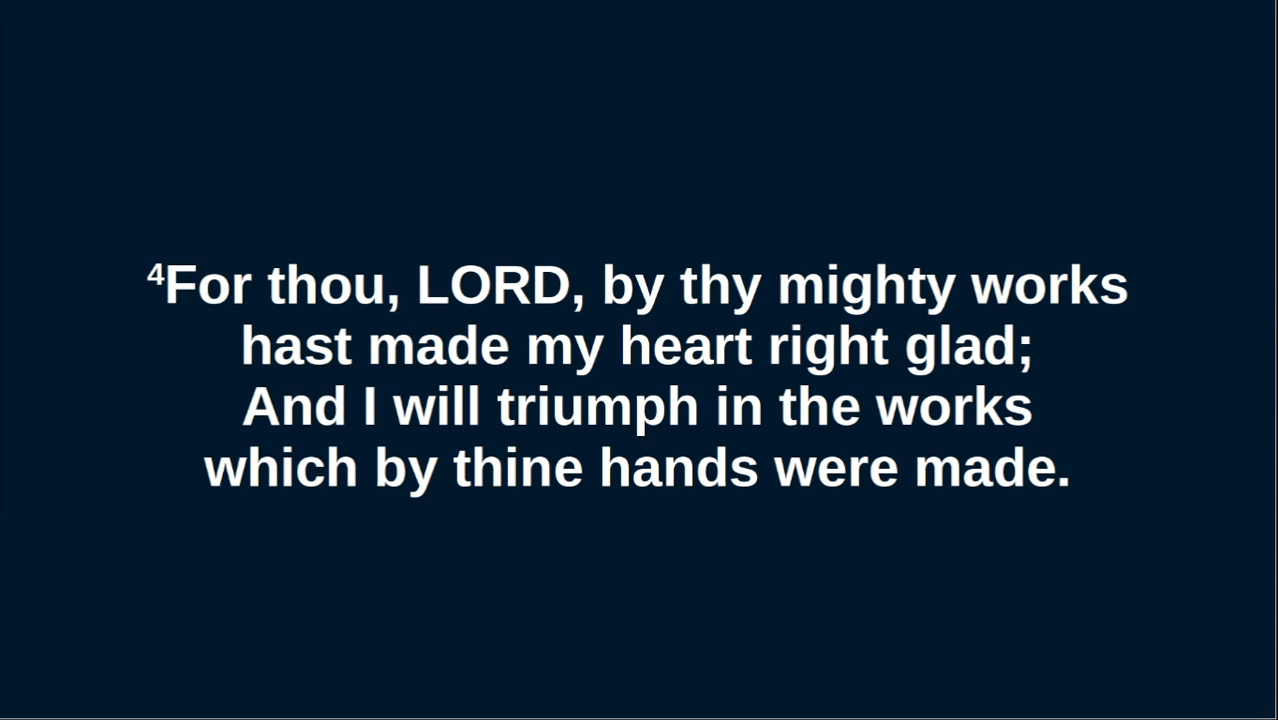 ⁴For thou, LORD, by thy mighty works
hast made my heart right glad;
And I will triumph in the works
which by thine hands were made.